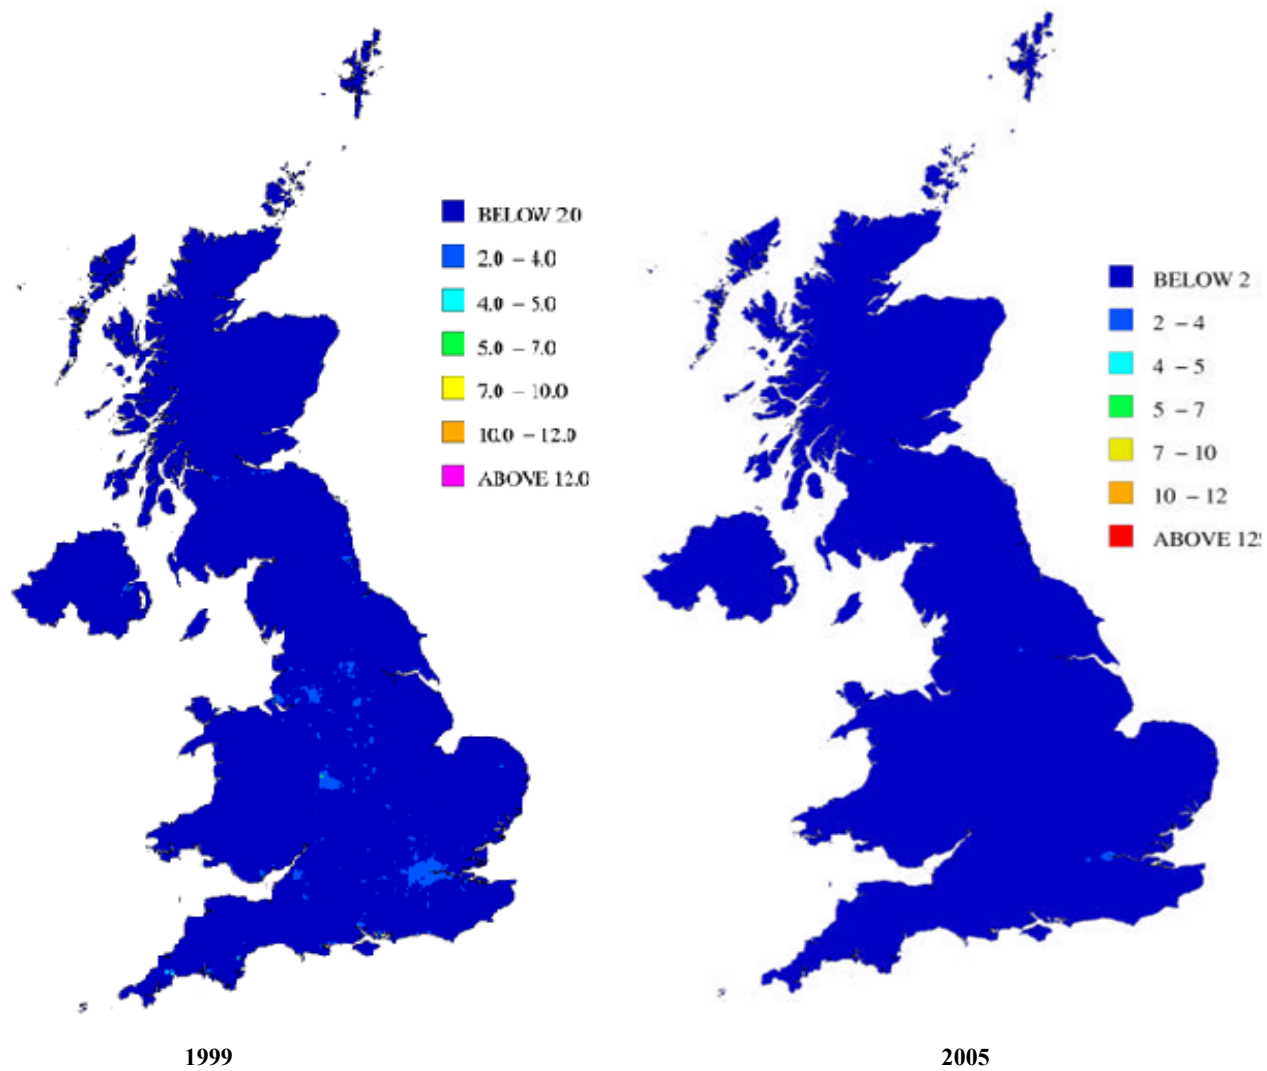 BELOW 2.0
2.0 – 4.0
4.0 – 5.0
5.0 – 7.0
7.0 – 10.0
10.0 – 12.0
ABOVE 12.0
BELOW 2
2 – 4
4 – 5
5 – 7
7 – 10
10 – 12
ABOVE 12
1999
2005